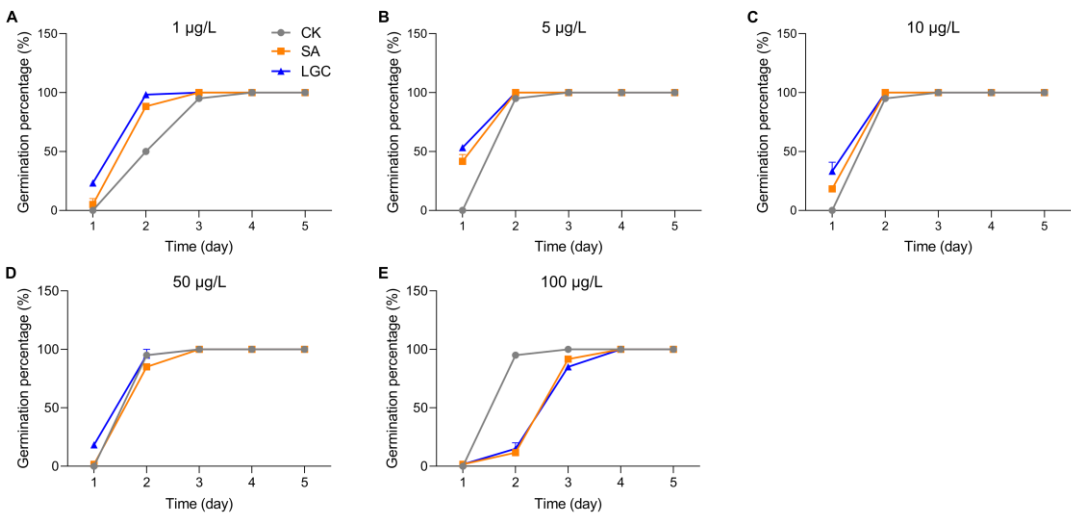 A
1 µg/L
CK
SA
LGC
Germination percentage (%)
150
100
50
0
1 2 3 4 5
Time (day)
B
5 µg/L
Germination percentage (%)
150
100
50
0
1 2 3 4 5
Time (day)
C
10 µg/L
Germination percentage (%)
150
100
50
0
1 2 3 4 5
Time (day)
D
50 µg/L
Germination percentage (%)
150
100
50
0
1 2 3 4 5
Time (day)
E
100 µg/L
Germination percentage (%)
150
100
50
0
1 2 3 4 5
Time (day)